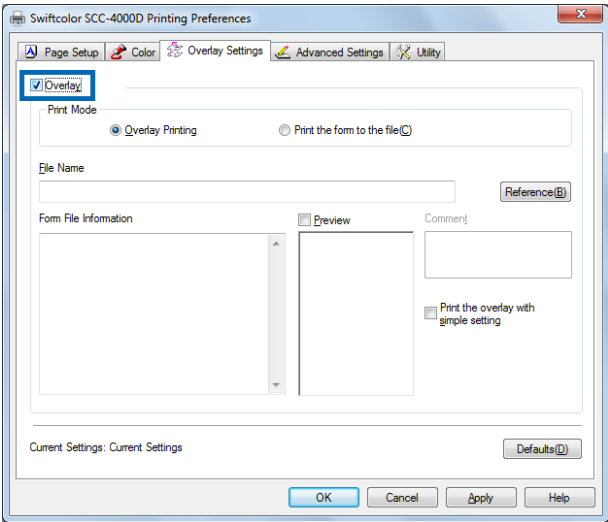 Swiftcolor SCC-4000D Printing Preferences
Page Setup Color Overlay Settings Advanced Settings Utility
Overlay
Print Mode
Overlay Printing Print the form to the file(C)
File Name
Reference(B)
Form File Information Preview Comment
Print the overlay with
simple setting
Current Settings: Current Settings
Defaults(D)
OK Cancel Apply Help